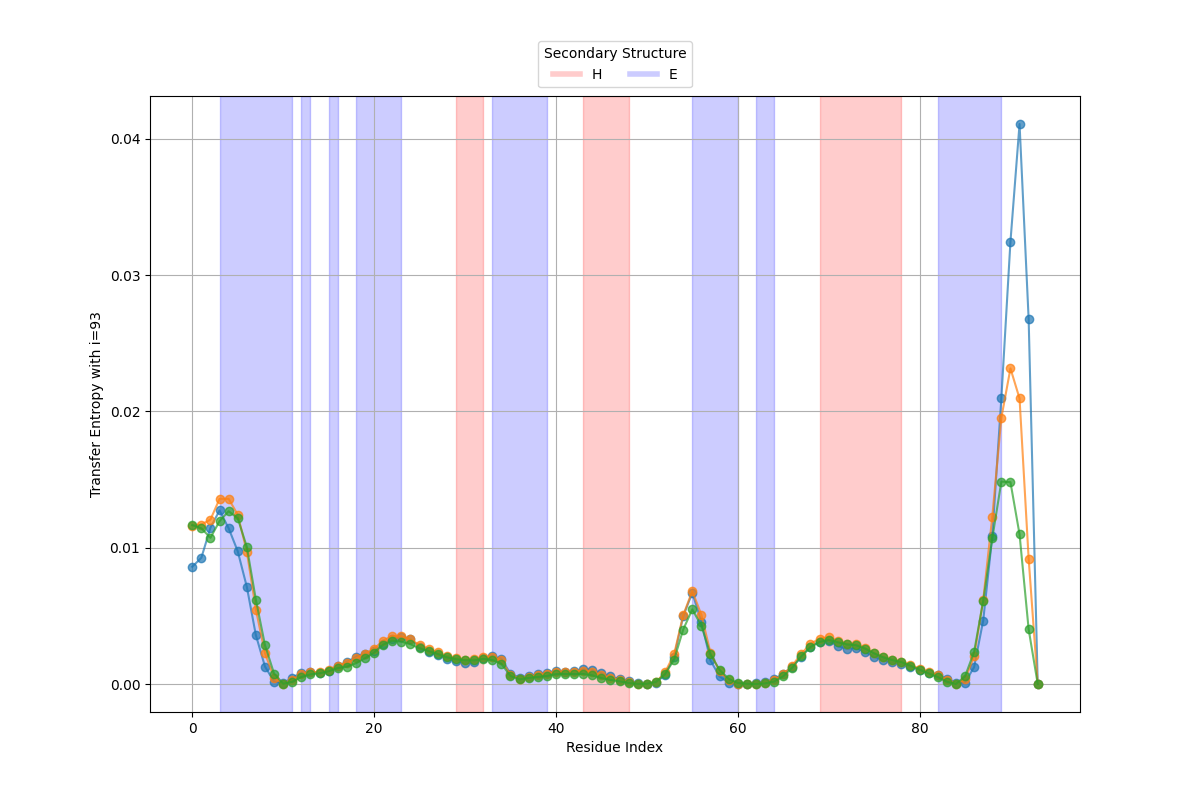 Secondary Structure
H E
0.04
0.03
0.02
0.01
0.00
Transfer Entropy with i=93
0 20 40 60 80
Residue Index